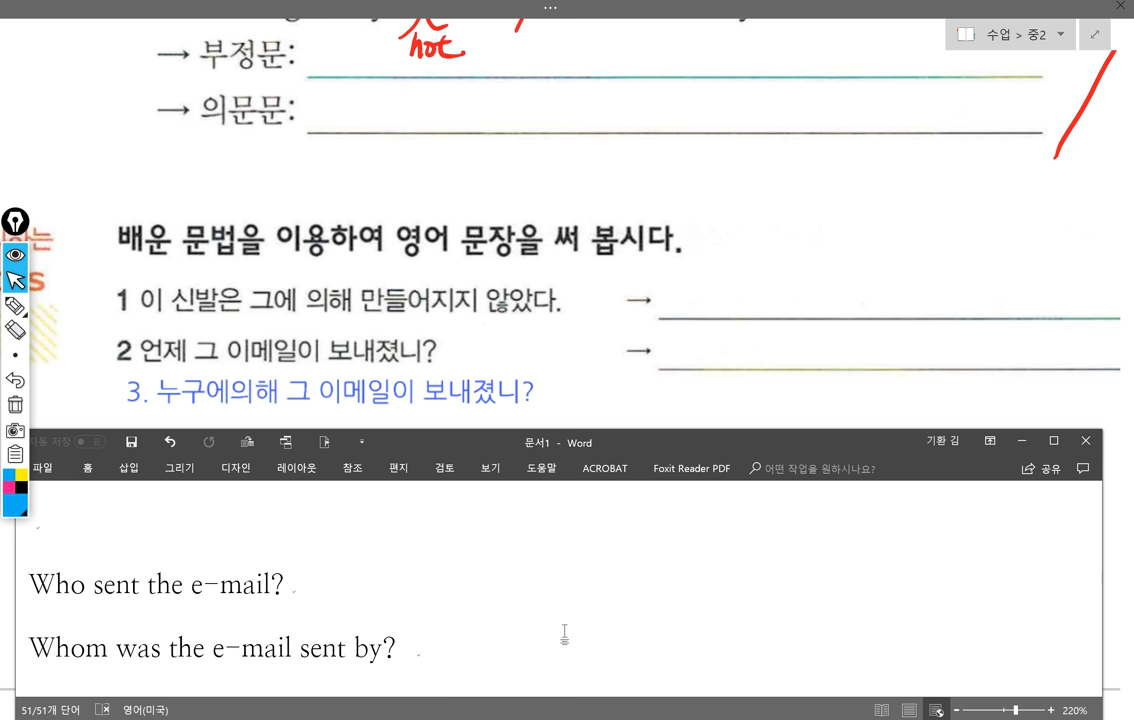 ...
수업 > 중2
not
→ 부정문:
→ 의문문:
하는
S
배운 문법을 이용하여 영어 문장을 써 봅시다.
1 이 신발은 그에 의해 만들어지지 않았다. →
2 언제 그 이메일이 보내졌니? →
3. 누구에의해 그 이메일이 보내졌니?
자동 저장
문서1 - Word
기환 김
파일 홈 삽입 그리기 디자인 레이아웃 참조 편지 검토 보기 도움말 ACROBAT Foxit Reader PDF 어떤 작업을 원하시나요? 공유
Who sent the e-mail?
Whom was the e-mail sent by?
51/51개 단어 영어(미국) 220%